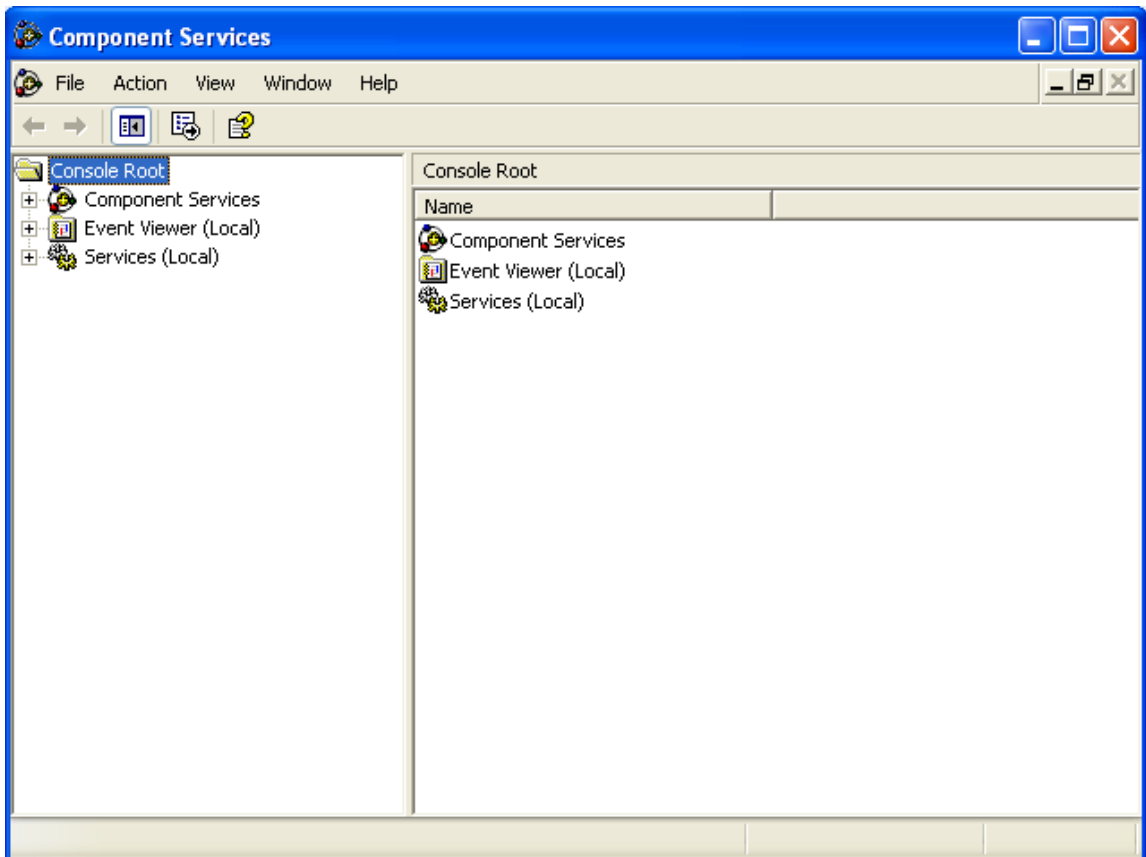 Component Services
File Action View Window Help
Console Root
Component Services
Event Viewer (Local)
Services (Local)
Console Root
Name
Component Services
Event Viewer (Local)
Services (Local)